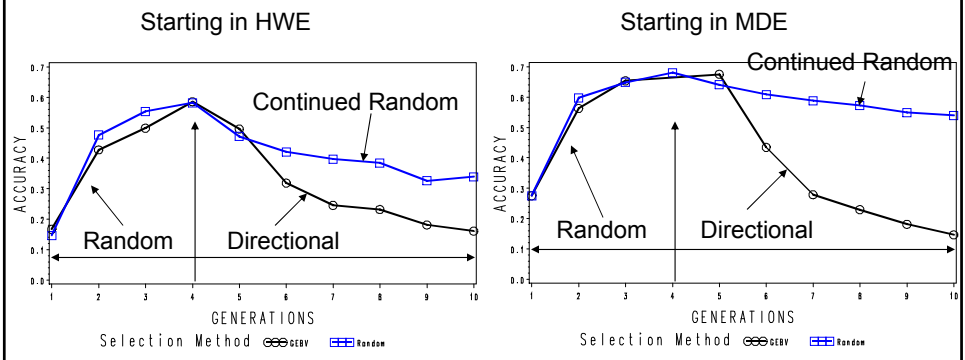 Starting in HWE
0.7
0.6
0.5
0.4
0.3
0.2
0.1
0.0
ACCURACY
Continued Random
Random
Directional
1 2 3 4 5 6 7 8 9 10
GENERATIONS
Selection Method GEBV Random
Starting in MDE
0.7
0.6
0.5
0.4
0.3
0.2
0.1
0.0
ACCURACY
Continued Random
Random
Directional
1 2 3 4 5 6 7 8 9 10
GENERATIONS
Selection Method GEBV Random